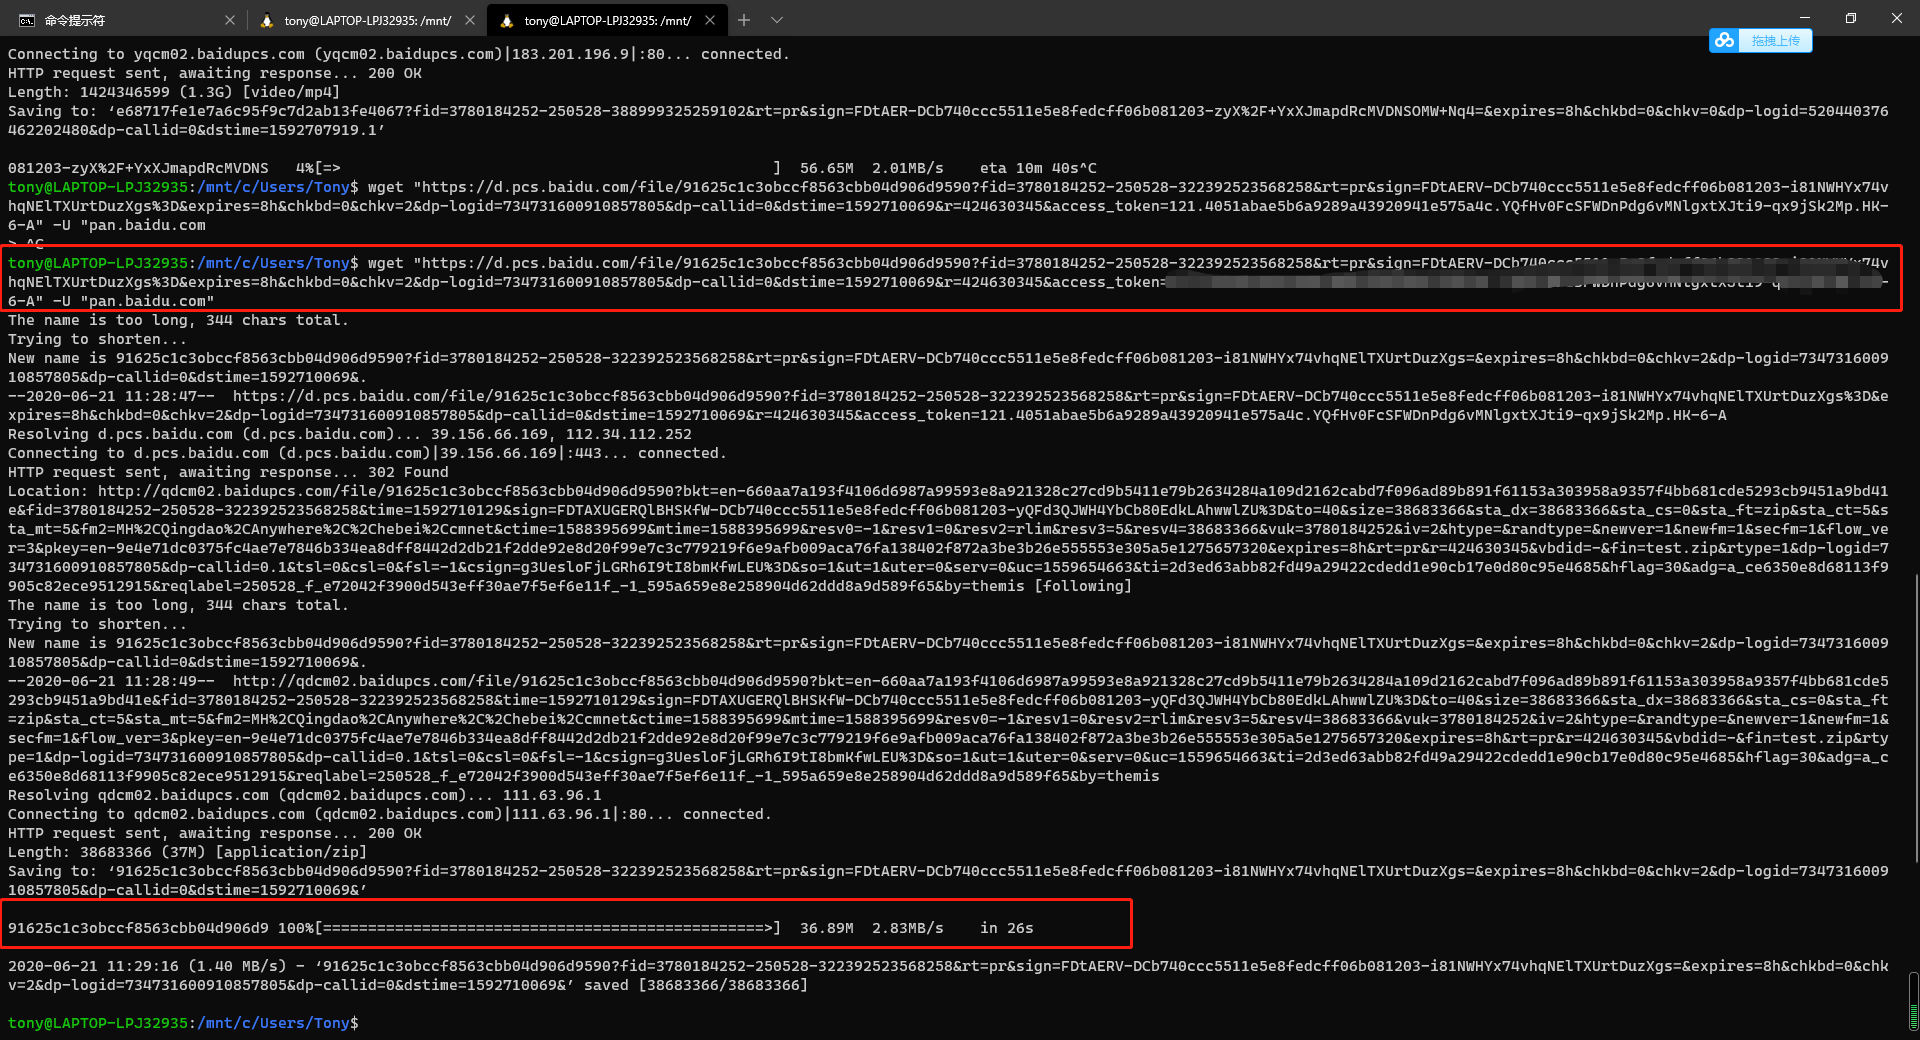 命令提示符
tony@LAPTOP-LPJ32935: /mnt/
tony@LAPTOP-LPJ32935: /mnt/
拖拽上传
Connecting to yqcm02.baidupcs.com (yqcm02.baidupcs.com)|183.201.196.9|:80... connected.
HTTP request sent, awaiting response... 200 OK
Length: 1424346599 (1.3G) [video/mp4]
Saving to: ‘e68717fe1e7a6c95f9c7d2ab13fe4067?fid=3780184252-250528-388999325259102&rt=pr&sign=FDtAER-DCb740ccc5511e5e8fedcff06b081203-zyX%2F+YxXJmapdRcMVDNSOMW+Nq4=&expires=8h&chkbd=0&chkv=0&dp-logid=520440376
462202480&dp-callid=0&dstime=1592707919.1’
081203-zyX%2F+YxXJmapdRcMVDNS   4%[=>                                                ]  56.65M  2.01MB/s    eta 10m 40s^C
tony@LAPTOP-LPJ32935:/mnt/c/Users/Tony$ wget "https://d.pcs.baidu.com/file/91625c1c3obccf8563cbb04d906d9590?fid=3780184252-250528-322392523568258&rt=pr&sign=FDtAERV-DCb740ccc5511e5e8fedcff06b081203-i81NWHYx74v
hqNElTXUrtDuzXgs%3D&expires=8h&chkbd=0&chkv=2&dp-logid=734731600910857805&dp-callid=0&dstime=1592710069&r=424630345&access_token=121.4051abae5b6a9289a43920941e575a4c.YQfHv0FcSFWDnPdg6vMNlgxtXJti9-qx9jSk2Mp.HK-
6-A" -U "pan.baidu.com
> ^C
tony@LAPTOP-LPJ32935:/mnt/c/Users/Tony$ wget "https://d.pcs.baidu.com/file/91625c1c3obccf8563cbb04d906d9590?fid=3780184252-250528-322392523568258&rt=pr&sign=FDtAERV-DCb740ccc
hqNElTXUrtDuzXgs%3D&expires=8h&chkbd=0&chkv=2&dp-logid=734731600910857805&dp-callid=0&dstime=1592710069&r=424630345&access_token=
6-A" -U "pan.baidu.com"
The name is too long, 344 chars total.
Trying to shorten...
New name is 91625c1c3obccf8563cbb04d906d9590?fid=3780184252-250528-322392523568258&rt=pr&sign=FDtAERV-DCb740ccc5511e5e8fedcff06b081203-i81NWHYx74vhqNElTXUrtDuzXgs=&expires=8h&chkbd=0&chkv=2&dp-logid=7347316009
10857805&dp-callid=0&dstime=1592710069&.
--2020-06-21 11:28:47--  https://d.pcs.baidu.com/file/91625c1c3obccf8563cbb04d906d9590?fid=3780184252-250528-322392523568258&rt=pr&sign=FDtAERV-DCb740ccc5511e5e8fedcff06b081203-i81NWHYx74vhqNElTXUrtDuzXgs%3D&e
xpires=8h&chkbd=0&chkv=2&dp-logid=734731600910857805&dp-callid=0&dstime=1592710069&r=424630345&access_token=121.4051abae5b6a9289a43920941e575a4c.YQfHv0FcSFWDnPdg6vMNlgxtXJti9-qx9jSk2Mp.HK-6-A
Resolving d.pcs.baidu.com (d.pcs.baidu.com)... 39.156.66.169, 112.34.112.252
Connecting to d.pcs.baidu.com (d.pcs.baidu.com)|39.156.66.169|:443... connected.
HTTP request sent, awaiting response... 302 Found
Location: http://qdcm02.baidupcs.com/file/91625c1c3obccf8563cbb04d906d9590?bkt=en-660aa7a193f4106d6987a99593e8a921328c27cd9b5411e79b2634284a109d2162cabd7f096ad89b891f61153a303958a9357f4bb681cde5293cb9451a9bd41
e&fid=3780184252-250528-322392523568258&time=1592710129&sign=FDTAXUGERQlBHSKfW-DCb740ccc5511e5e8fedcff06b081203-yQFd3QJWH4YbCb80EdkLAhwwlZU%3D&to=40&size=38683366&sta_dx=38683366&sta_cs=0&sta_ft=zip&sta_ct=5&s
ta_mt=5&fm2=MH%2CQingdao%2CAnywhere%2C%2Chebei%2Ccmnet&ctime=1588395699&mtime=1588395699&resv0=-1&resv1=0&resv2=rlim&resv3=5&resv4=38683366&vuk=3780184252&iv=2&htype=&randtype=&newver=1&newfm=1&secfm=1&flow_ve
r=3&pkey=en-9e4e71dc0375fc4ae7e7846b334ea8dff8442d2db21f2dde92e8d20f99e7c3c779219f6e9afb009aca76fa138402f872a3be3b26e555553e305a5e1275657320&expires=8h&rt=pr&r=424630345&vbdid=-&fin=test.zip&rtype=1&dp-logid=7
34731600910857805&dp-callid=0.1&tsl=0&csl=0&fsl=-1&csign=g3UesloFjLGRh6I9tI8bmKfwLEU%3D&so=1&ut=1&uter=0&serv=0&uc=1559654663&ti=2d3ed63abb82fd49a29422cdedd1e90cb17e0d80c95e4685&hflag=30&adg=a_ce6350e8d68113f9
905c82ece9512915&reqlabel=250528_f_e72042f3900d543eff30ae7f5ef6e11f_-1_595a659e8e258904d62ddd8a9d589f65&by=themis [following]
The name is too long, 344 chars total.
Trying to shorten...
New name is 91625c1c3obccf8563cbb04d906d9590?fid=3780184252-250528-322392523568258&rt=pr&sign=FDtAERV-DCb740ccc5511e5e8fedcff06b081203-i81NWHYx74vhqNElTXUrtDuzXgs=&expires=8h&chkbd=0&chkv=2&dp-logid=7347316009
10857805&dp-callid=0&dstime=1592710069&.
--2020-06-21 11:28:49--  http://qdcm02.baidupcs.com/file/91625c1c3obccf8563cbb04d906d9590?bkt=en-660aa7a193f4106d6987a99593e8a921328c27cd9b5411e79b2634284a109d2162cabd7f096ad89b891f61153a303958a9357f4bb681cde5
293cb9451a9bd41e&fid=3780184252-250528-322392523568258&time=1592710129&sign=FDTAXUGERQlBHSKfW-DCb740ccc5511e5e8fedcff06b081203-yQFd3QJWH4YbCb80EdkLAhwwlZU%3D&to=40&size=38683366&sta_dx=38683366&sta_cs=0&sta_ft
=zip&sta_ct=5&sta_mt=5&fm2=MH%2CQingdao%2CAnywhere%2C%2Chebei%2Ccmnet&ctime=1588395699&mtime=1588395699&resv0=-1&resv1=0&resv2=rlim&resv3=5&resv4=38683366&vuk=3780184252&iv=2&htype=&randtype=&newver=1&newfm=1&
secfm=1&flow_ver=3&pkey=en-9e4e71dc0375fc4ae7e7846b334ea8dff8442d2db21f2dde92e8d20f99e7c3c779219f6e9afb009aca76fa138402f872a3be3b26e555553e305a5e1275657320&expires=8h&rt=pr&r=424630345&vbdid=-&fin=test.zip&rty
pe=1&dp-logid=734731600910857805&dp-callid=0.1&tsl=0&csl=0&fsl=-1&csign=g3UesloFjLGRh6I9tI8bmKfwLEU%3D&so=1&ut=1&uter=0&serv=0&uc=1559654663&ti=2d3ed63abb82fd49a29422cdedd1e90cb17e0d80c95e4685&hflag=30&adg=a_c
e6350e8d68113f9905c82ece9512915&reqlabel=250528_f_e72042f3900d543eff30ae7f5ef6e11f_-1_595a659e8e258904d62ddd8a9d589f65&by=themis
Resolving qdcm02.baidupcs.com (qdcm02.baidupcs.com)... 111.63.96.1
Connecting to qdcm02.baidupcs.com (qdcm02.baidupcs.com)|111.63.96.1|:80... connected.
HTTP request sent, awaiting response... 200 OK
Length: 38683366 (37M) [application/zip]
Saving to: ‘91625c1c3obccf8563cbb04d906d9590?fid=3780184252-250528-322392523568258&rt=pr&sign=FDtAERV-DCb740ccc5511e5e8fedcff06b081203-i81NWHYx74vhqNElTXUrtDuzXgs=&expires=8h&chkbd=0&chkv=2&dp-logid=7347316009
10857805&dp-callid=0&dstime=1592710069&’
91625c1c3obccf8563cbb04d906d9 100%[=================================================>]  36.89M  2.83MB/s    in 26s
2020-06-21 11:29:16 (1.40 MB/s) - ‘91625c1c3obccf8563cbb04d906d9590?fid=3780184252-250528-322392523568258&rt=pr&sign=FDtAERV-DCb740ccc5511e5e8fedcff06b081203-i81NWHYx74vhqNElTXUrtDuzXgs=&expires=8h&chkbd=0&chk
v=2&dp-logid=734731600910857805&dp-callid=0&dstime=1592710069&’ saved [38683366/38683366]
tony@LAPTOP-LPJ32935:/mnt/c/Users/Tony$